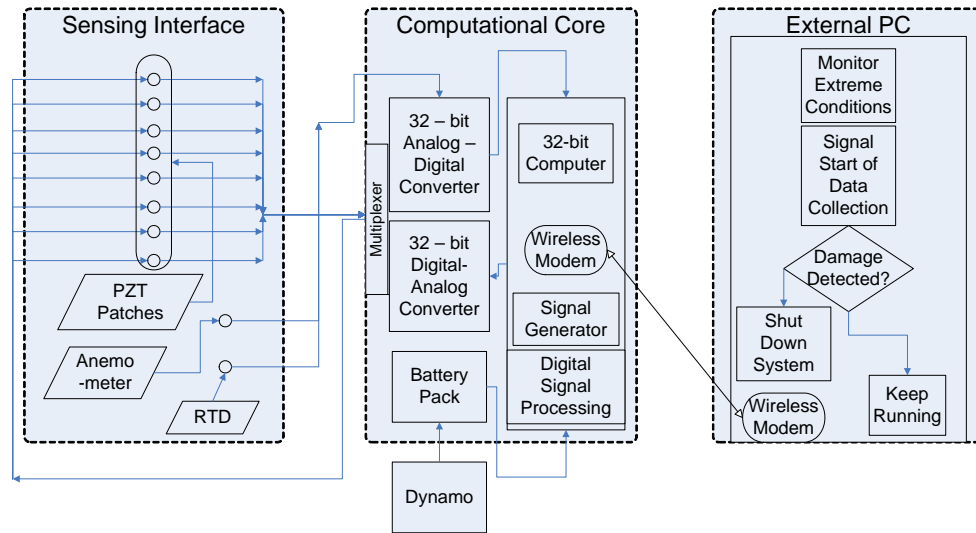 Sensing Interface
PZT
Patches
Anemo
-meter
RTD
Computational Core
Multiplexer
32 – bit
Analog –
Digital
Converter
32 – bit
Digital-
Analog
Converter
Battery
Pack
Dynamo
32-bit
Computer
Wireless
Modem
Signal
Generator
Digital
Signal
Processing
External PC
Monitor
Extreme
Conditions
Signal
Start of
Data
Collection
Damage
Detected?
Shut
Down
System
Keep
Running
Wireless
Modem